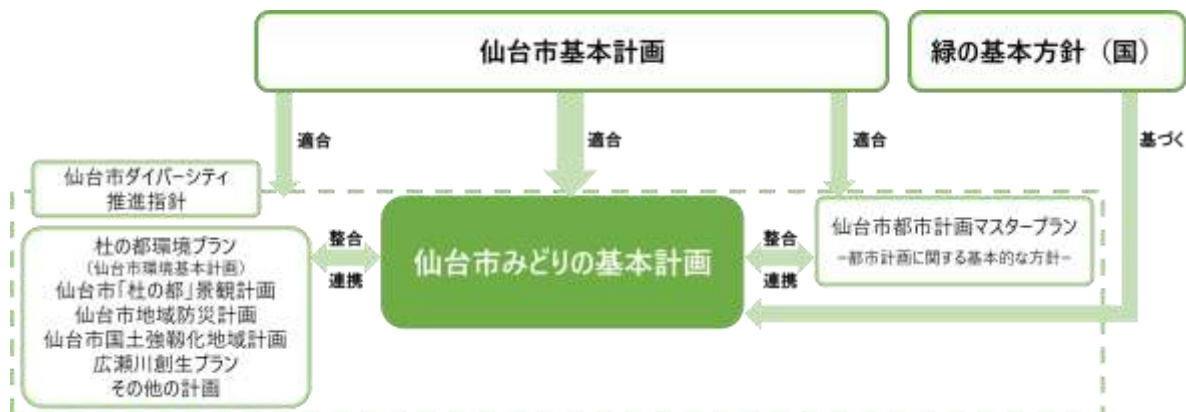 仙台市基本計画
緑の基本方針（国）
適合
適合
適合
基づく
仙台市ダイバーシティ
推進指針
杜の都環境プラン
（仙台市環境基本計画）
仙台市「杜の都」景観計画
仙台市地域防災計画
仙台市国土強靱化地域計画
広瀬川創生プラン
その他の計画
整合
連携
仙台市みどりの基本計画
整合
連携
仙台市都市計画マスタープラン
−都市計画に関する基本的な方針−